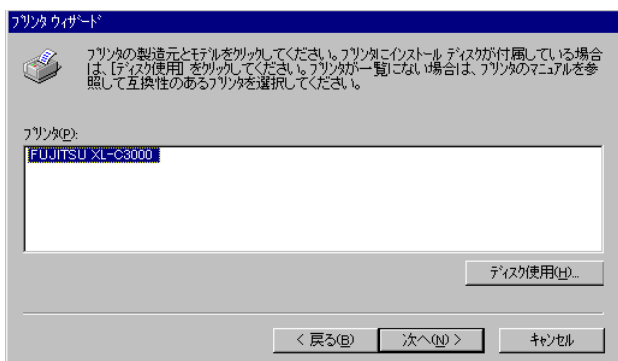 プリンタ ウィザード
プリンタの製造元とモデルをクリックしてください。プリンタにインストール ディスクが付属している場合
は、[ディスク使用] をクリックしてください。プリンタが一覧にない場合は、プリンタのマニュアルを参
照して互換性のあるプリンタを選択してください。
プリンタ(P):
FUJITSU XL-C3000
ディスク使用(H)...
< 戻る(B) 次へ(N) > キャンセル